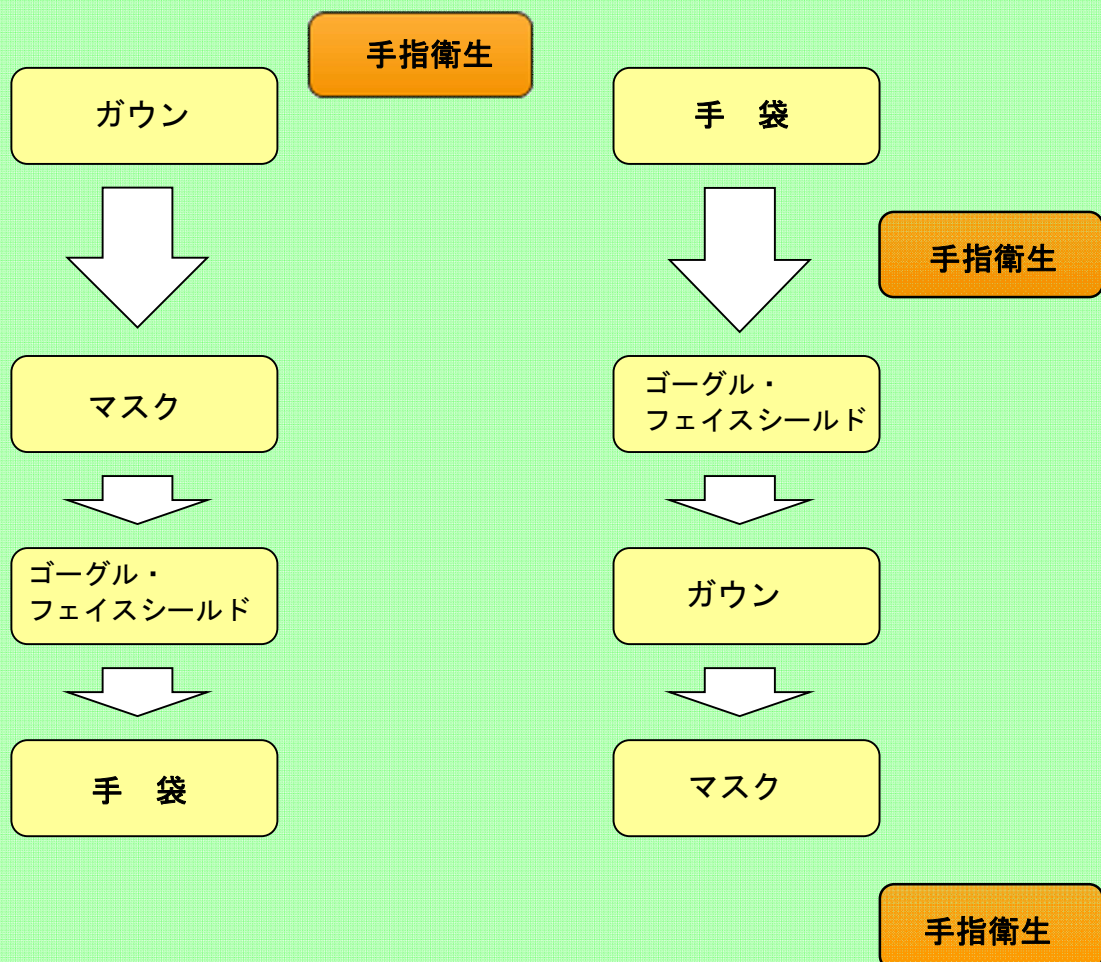 手指衛生
ガウン
マスク
ゴーグル・
フェイスシールド
手　袋
手　袋
手指衛生
ゴーグル・
フェイスシールド
ガウン
マスク
手指衛生